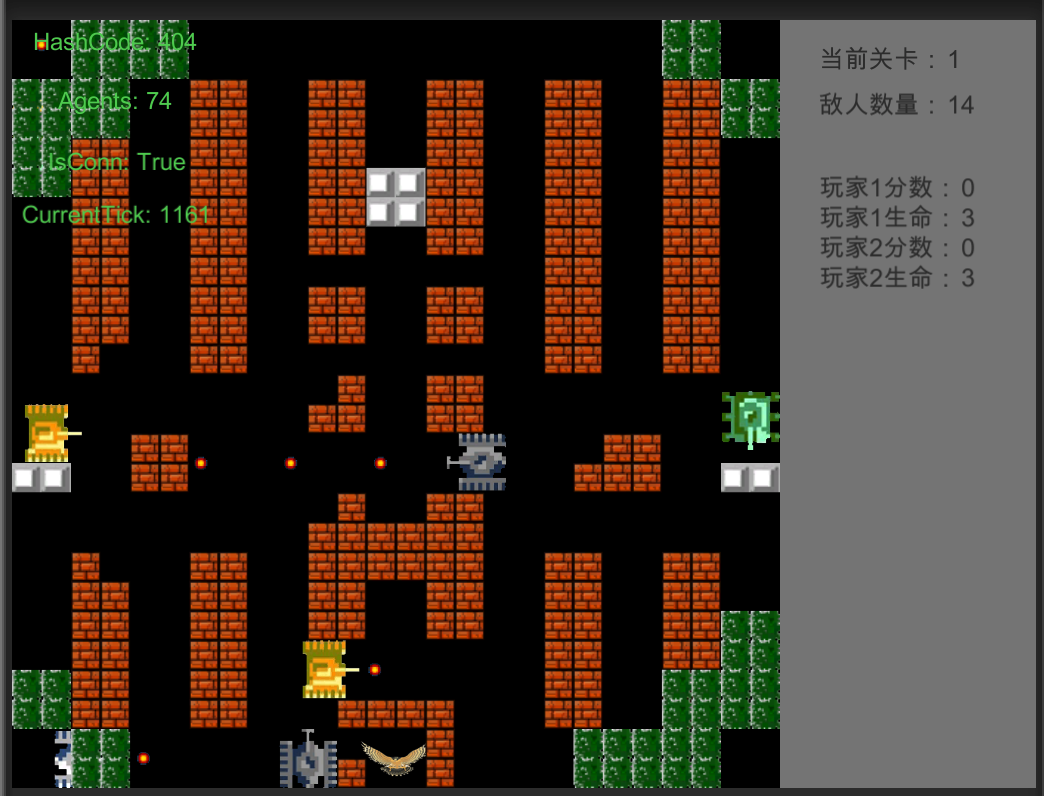 HashCode: 404
Agents: 74
IsConn: True
CurrentTick: 1161
当前关卡：1
敌人数量：14
玩家1分数：0
玩家1生命：3
玩家2分数：0
玩家2生命：3